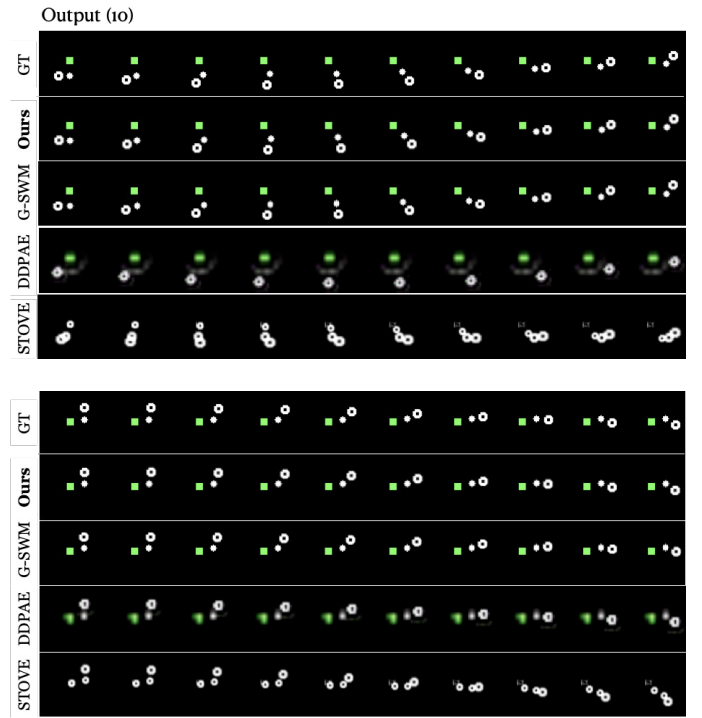 Output (10)
GT
Ours
G-SWM
DDPAE
STOVE
GT
Ours
G-SWM
DDPAE
STOVE